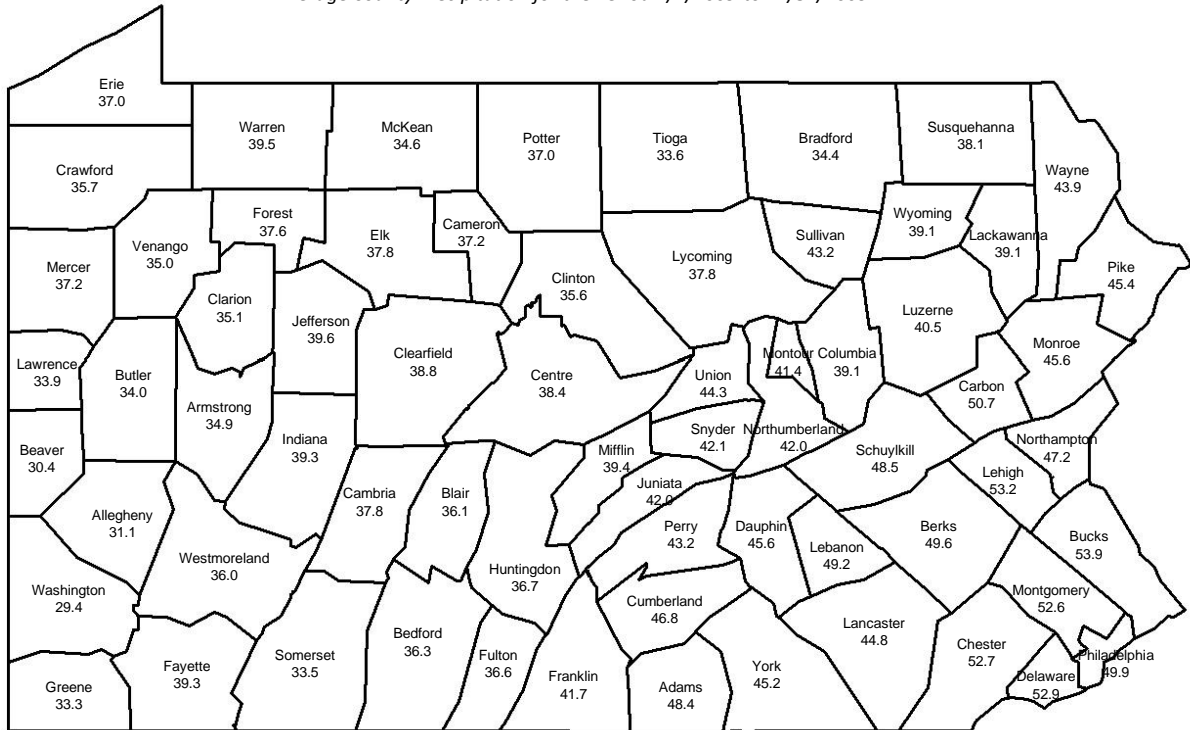 Erie
37.0
Warren
39.5
McKean
34.6
Potter
37.0
Tioga
33.6
Bradford
34.4
Susquehanna
38.1
Wayne
43.9
Crawford
35.7
Forest
37.6
Venango
35.0
Elk
37.8
Cameron
37.2
Lycoming
37.8
Sullivan
43.2
Wyoming
39.1
Lackawanna
39.1
Pike
45.4
Mercer
37.2
Clarion
35.1
Jefferson
39.6
Clinton
35.6
Luzerne
40.5
Monroe
45.6
Lawrence
33.9
Butler
34.0
Clearfield
38.8
Centre
38.4
Union
44.3
Montour
41.4
Columbia
39.1
Carbon
50.7
Armstrong
34.9
Indiana
39.3
Beaver
30.4
Mifflin
39.4
Snyder
42.1
Northumberland
42.0
Schuylkill
48.5
Northampton
47.2
Lehigh
53.2
Cambria
37.8
Blair
36.1
Juniata
42.0
Allegheny
31.1
Perry
43.2
Dauphin
45.6
Lebanon
49.2
Berks
49.6
Bucks
53.9
Westmoreland
36.0
Huntingdon
36.7
Washington
29.4
Cumberland
46.8
Montgomery
52.6
Lancaster
44.8
Bedford
36.3
Fulton
36.6
Somerset
33.5
Fayette
39.3
Greene
33.3
Franklin
41.7
Adams
48.4
York
45.2
Chester
52.7
Delaware
52.9
Philadelphia
49.9